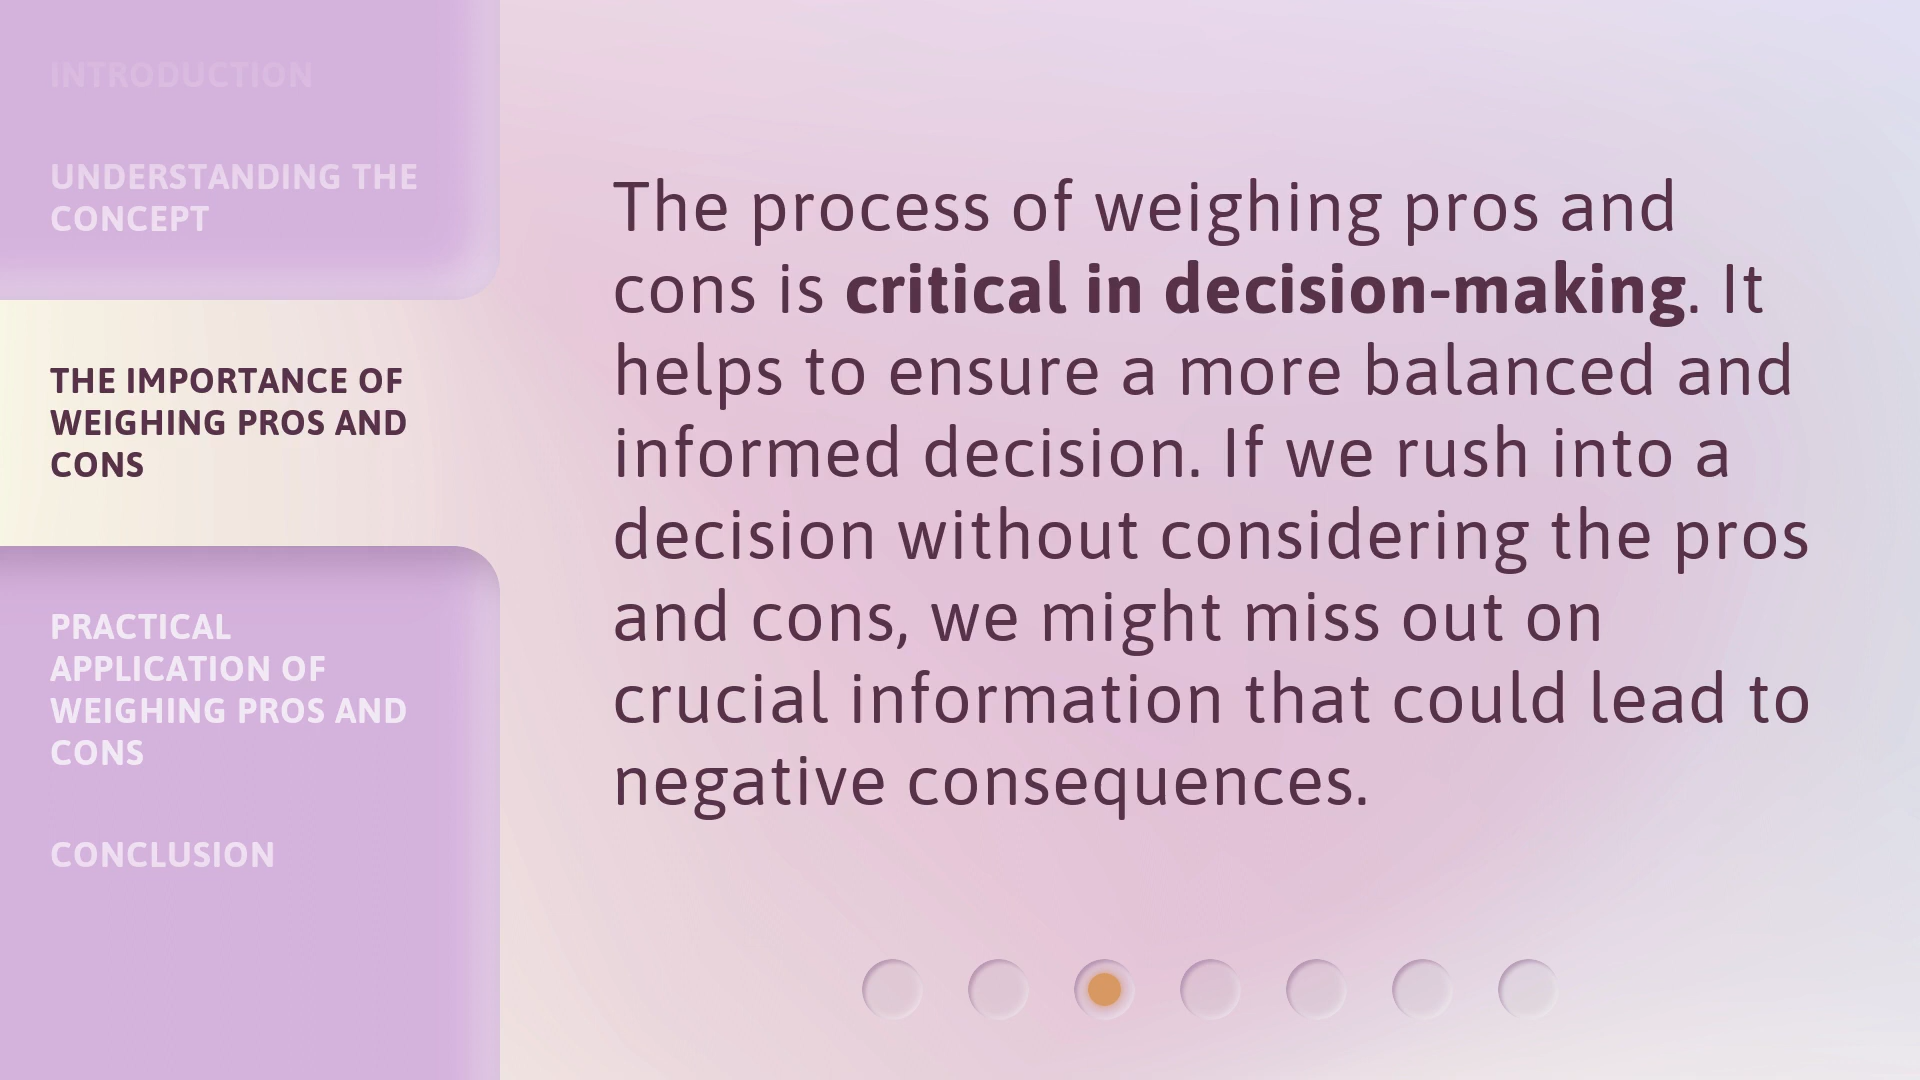 INTRODUCTION
UNDERSTANDING THE
CONCEPT
THE IMPORTANCE OF
WEIGHING PROS AND
CONS
PRACTICAL
APPLICATION OF
WEIGHING PROS AND
CONS
CONCLUSION
The process of weighing pros and
cons is critical in decision-making. It
helps to ensure a more balanced and
informed decision. If we rush into a
decision without considering the pros
and cons, we might miss out on
crucial information that could lead to
negative consequences.